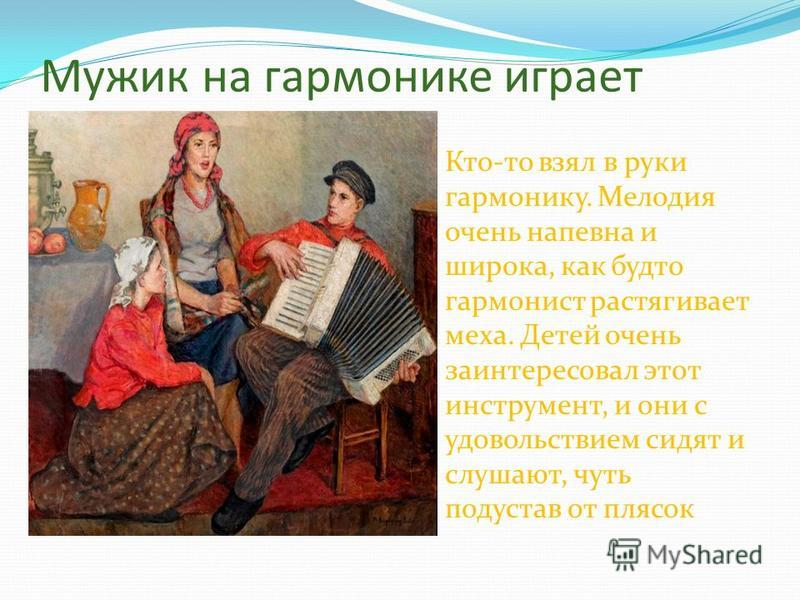 Мужик на гармонике играет
Кто-то взял в руки
гармонику. Мелодия
очень напевна и
широка, как будто
гармонист растягивает
меха. Детей очень
заинтересовал этот
инструмент, и они с
удовольствием сидят и
слушают, чуть
подустав от плясок
MyShared